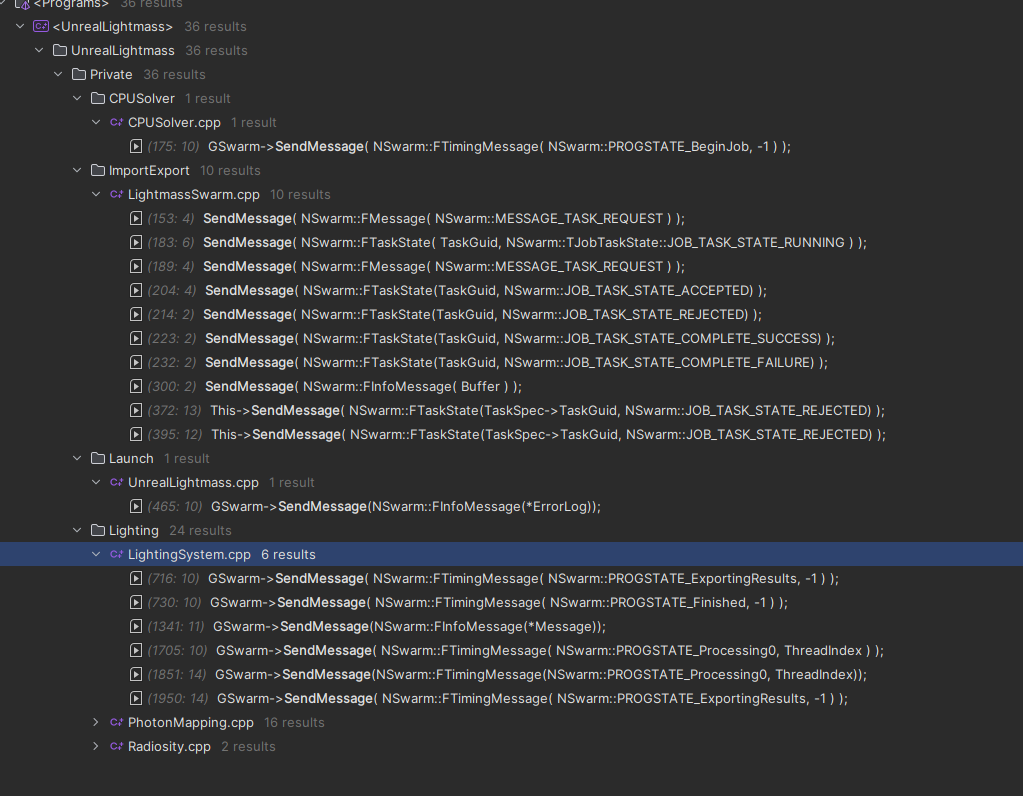 <Programs> 36 results
<UnrealLightmass> 36 results
UnrealLightmass 36 results
Private 36 results
CPUSolver 1 result
CPUSolver.cpp 1 result
(175: 10) GSwarm->SendMessage( NSwarm::FTimingMessage( NSwarm::PROGSTATE_BeginJob, -1 ) );
ImportExport 10 results
LightmassSwarm.cpp 10 results
(153: 4) SendMessage( NSwarm::FMessage( NSwarm::MESSAGE_TASK_REQUEST ) );
(183: 6) SendMessage( NSwarm::FTaskState( TaskGuid, NSwarm::TJobTaskState::JOB_TASK_STATE_RUNNING ) );
(189: 4) SendMessage( NSwarm::FMessage( NSwarm::MESSAGE_TASK_REQUEST ) );
(204: 4) SendMessage( NSwarm::FTaskState(TaskGuid, NSwarm::JOB_TASK_STATE_ACCEPTED) );
(214: 2) SendMessage( NSwarm::FTaskState(TaskGuid, NSwarm::JOB_TASK_STATE_REJECTED) );
(223: 2) SendMessage( NSwarm::FTaskState(TaskGuid, NSwarm::JOB_TASK_STATE_COMPLETE_SUCCESS) );
(232: 2) SendMessage( NSwarm::FTaskState(TaskGuid, NSwarm::JOB_TASK_STATE_COMPLETE_FAILURE) );
(300: 2) SendMessage( NSwarm::FInfoMessage( Buffer ) );
(372: 13) This->SendMessage( NSwarm::FTaskState(TaskSpec->TaskGuid, NSwarm::JOB_TASK_STATE_REJECTED) );
(395: 12) This->SendMessage( NSwarm::FTaskState(TaskSpec->TaskGuid, NSwarm::JOB_TASK_STATE_REJECTED) );
Launch 1 result
UnrealLightmass.cpp 1 result
(465: 10) GSwarm->SendMessage(NSwarm::FInfoMessage(*ErrorLog));
Lighting 24 results
LightingSystem.cpp 6 results
(716: 10) GSwarm->SendMessage( NSwarm::FTimingMessage( NSwarm::PROGSTATE_ExportingResults, -1 ) );
(730: 10) GSwarm->SendMessage( NSwarm::FTimingMessage( NSwarm::PROGSTATE_Finished, -1 ) );
(1341: 11) GSwarm->SendMessage(NSwarm::FInfoMessage(*Message));
(1705: 10) GSwarm->SendMessage( NSwarm::FTimingMessage( NSwarm::PROGSTATE_Processing0, ThreadIndex ) );
(1851: 14) GSwarm->SendMessage(NSwarm::FTimingMessage(NSwarm::PROGSTATE_Processing0, ThreadIndex));
(1950: 14) GSwarm->SendMessage( NSwarm::FTimingMessage( NSwarm::PROGSTATE_ExportingResults, -1 ) );
PhotonMapping.cpp 16 results
Radiosity.cpp 2 results